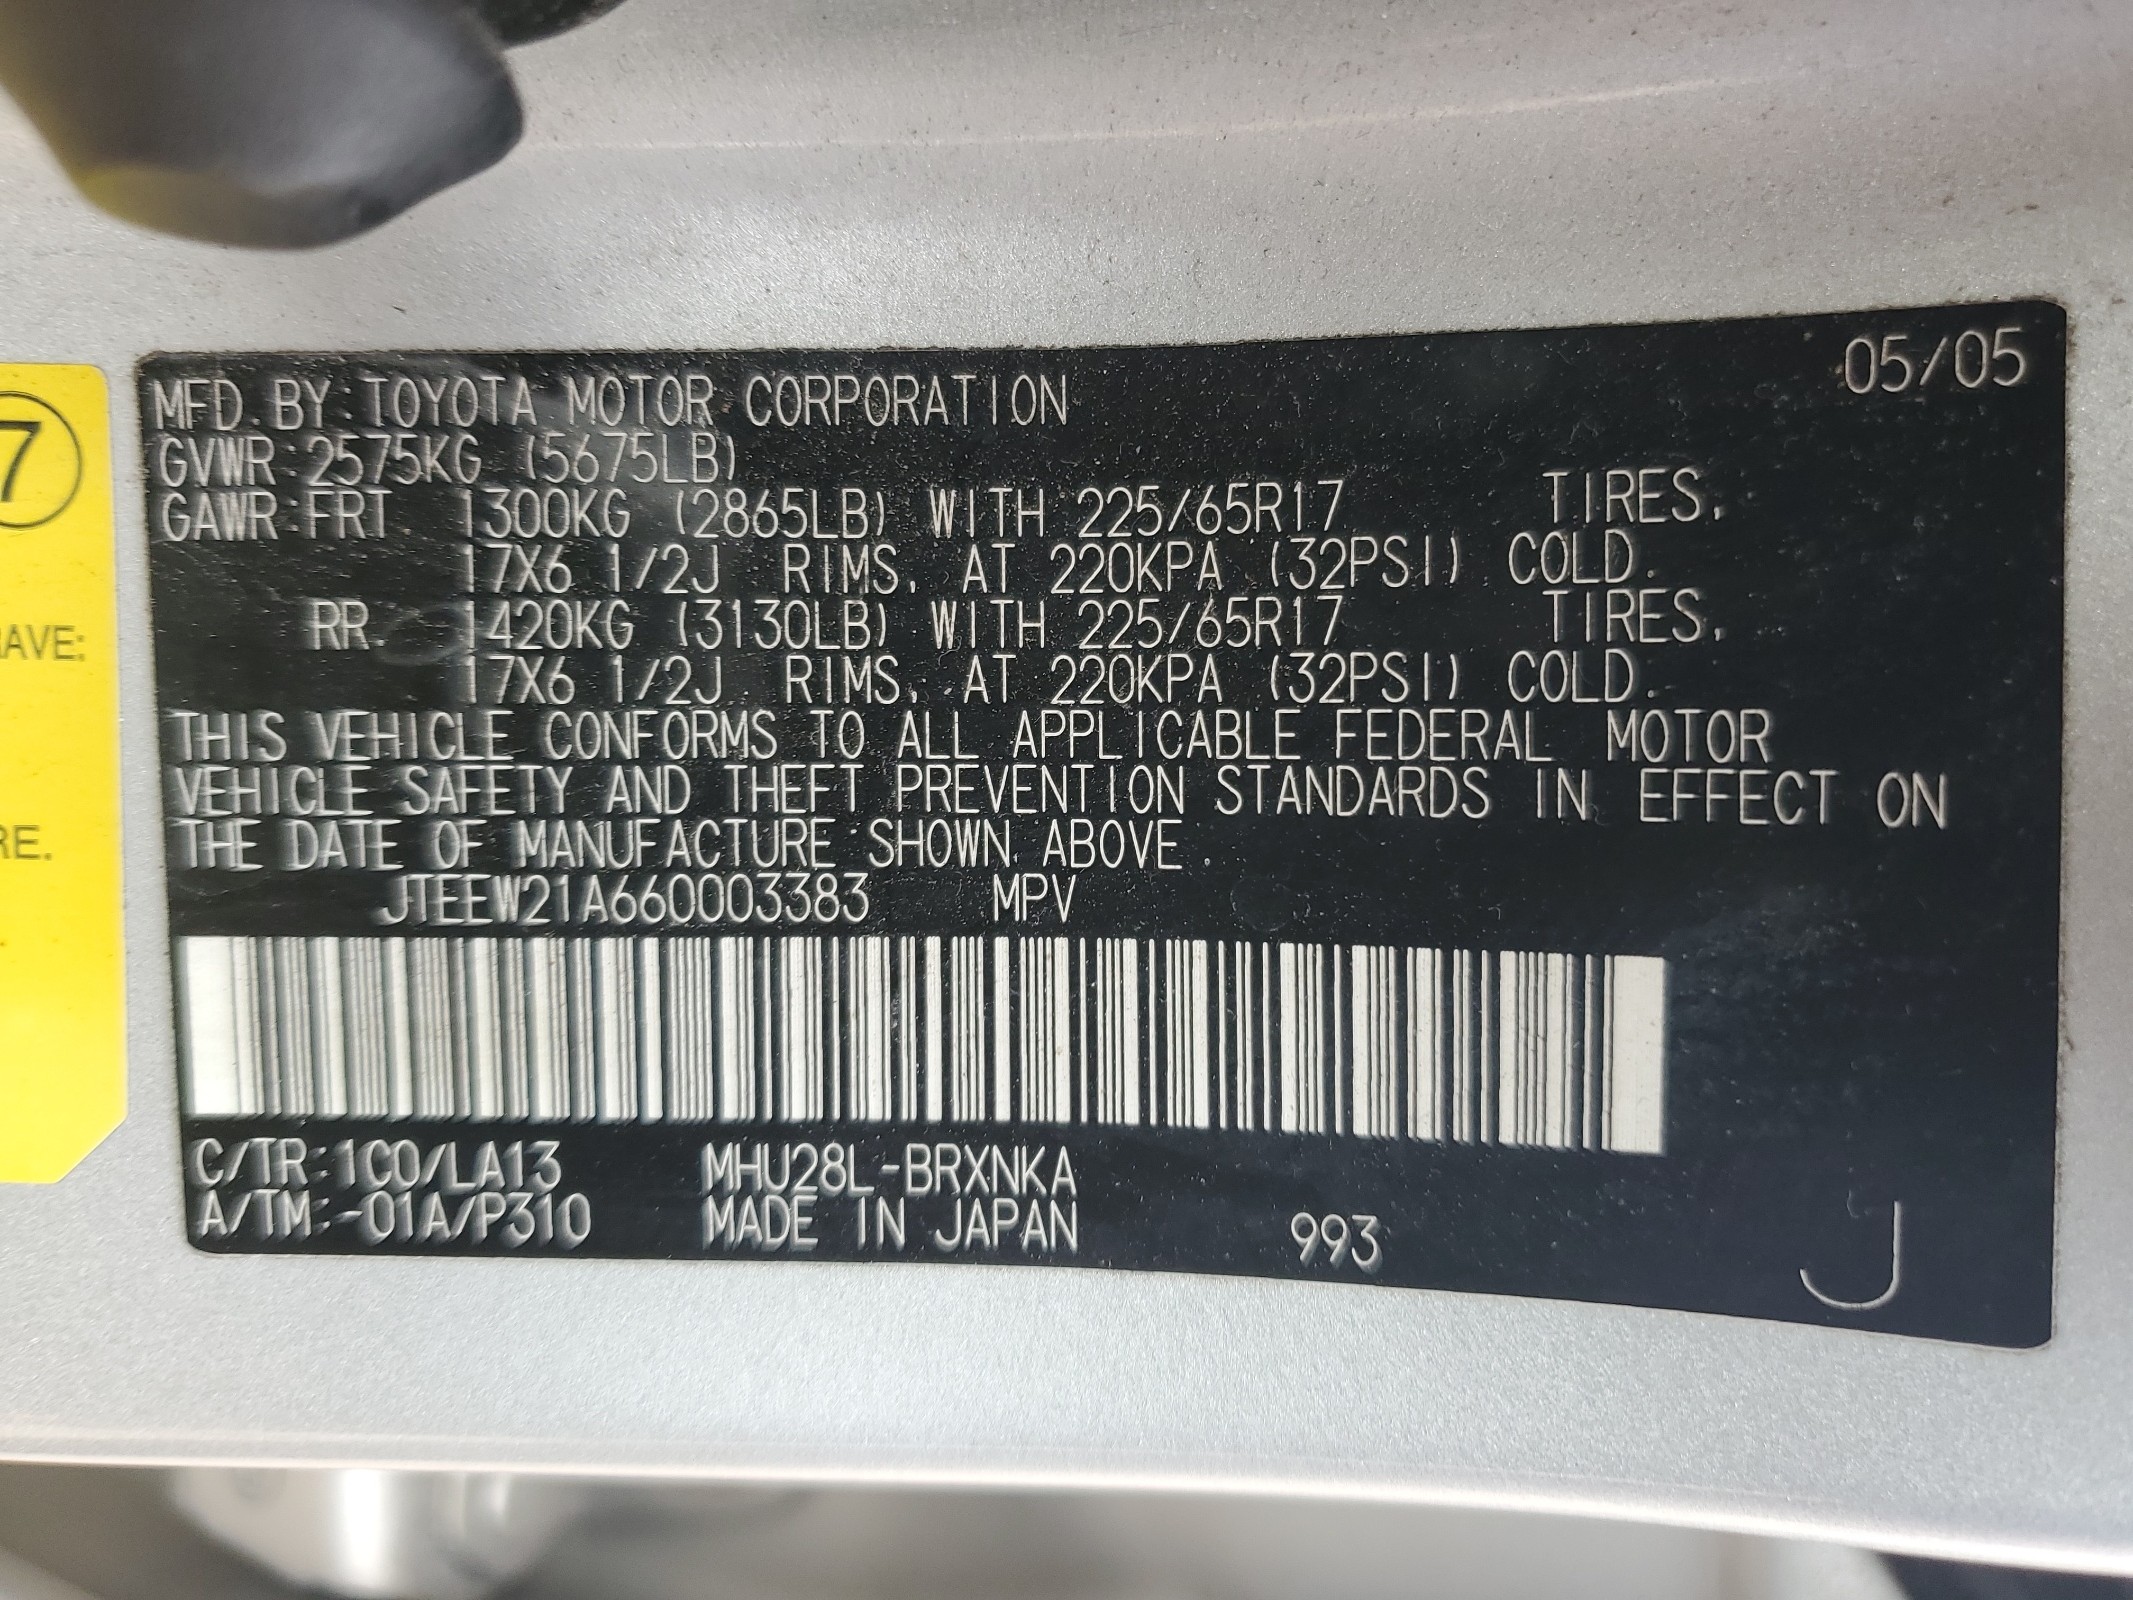 05/05
MFD. BY: TOYOTA MOTOR CORPORATION
GVWR: 2575KG (5675LB)
GAWR: FRT 1300KG (2865LB) WITH 225/65R17 TIRES,
17X6 1/2J RIMS, AT 220KPA (32PSI) COLD.
RR. 1420KG (3130LB) WITH 225/65R17 TIRES,
17X6 1/2J RIMS, AT 220KPA (32PSI) COLD.
THIS VEHICLE CONFORMS TO ALL APPLICABLE FEDERAL MOTOR
VEHICLE SAFETY AND THEFT PREVENTION STANDARDS IN EFFECT ON
THE DATE OF MANUFACTURE SHOWN ABOVE.
JTEEW21A660003383 MPV
C/TR: 1C0/LA13 MHU28L-BRXNKA
A/TM: -01A/P310 MADE IN JAPAN 993 J
7
AVE:
RE.